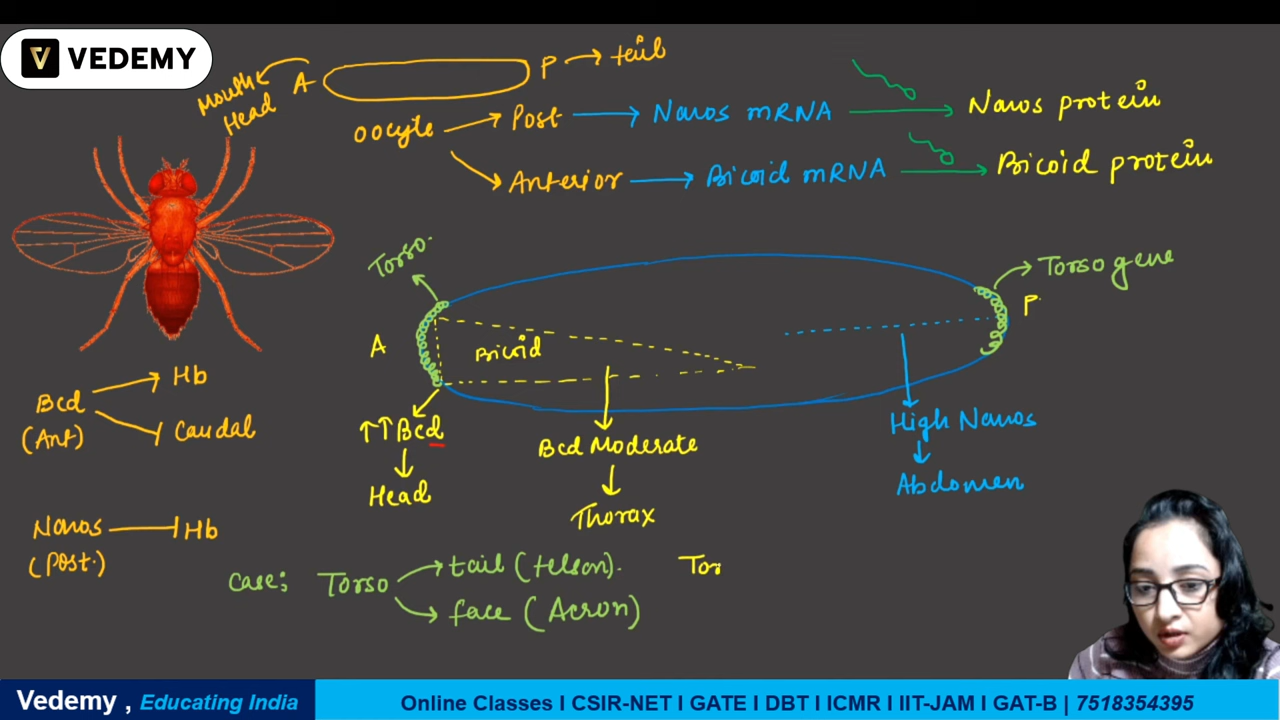 VEDEMY
Mouth
Head
A
P → tail
oocyte → Post → Nanos mRNA → Nanos protein
→ Anterior → Bicoid mRNA → Bicoid protein
Torso.
Torso gene
A
Bicoid
P
Bcd
(Ant)
Hb
Caudal
↑↑ Bcd
Head
Bcd Moderate
Thorax
High Nanos
Abdomen
Nanos
(Post.)
Hb
Case; Torso
tail (telson).
face (Acron)
Tor
Vedemy , Educating India
Online Classes I CSIR-NET I GATE I DBT I ICMR I IIT-JAM I GAT-B | 7518354395